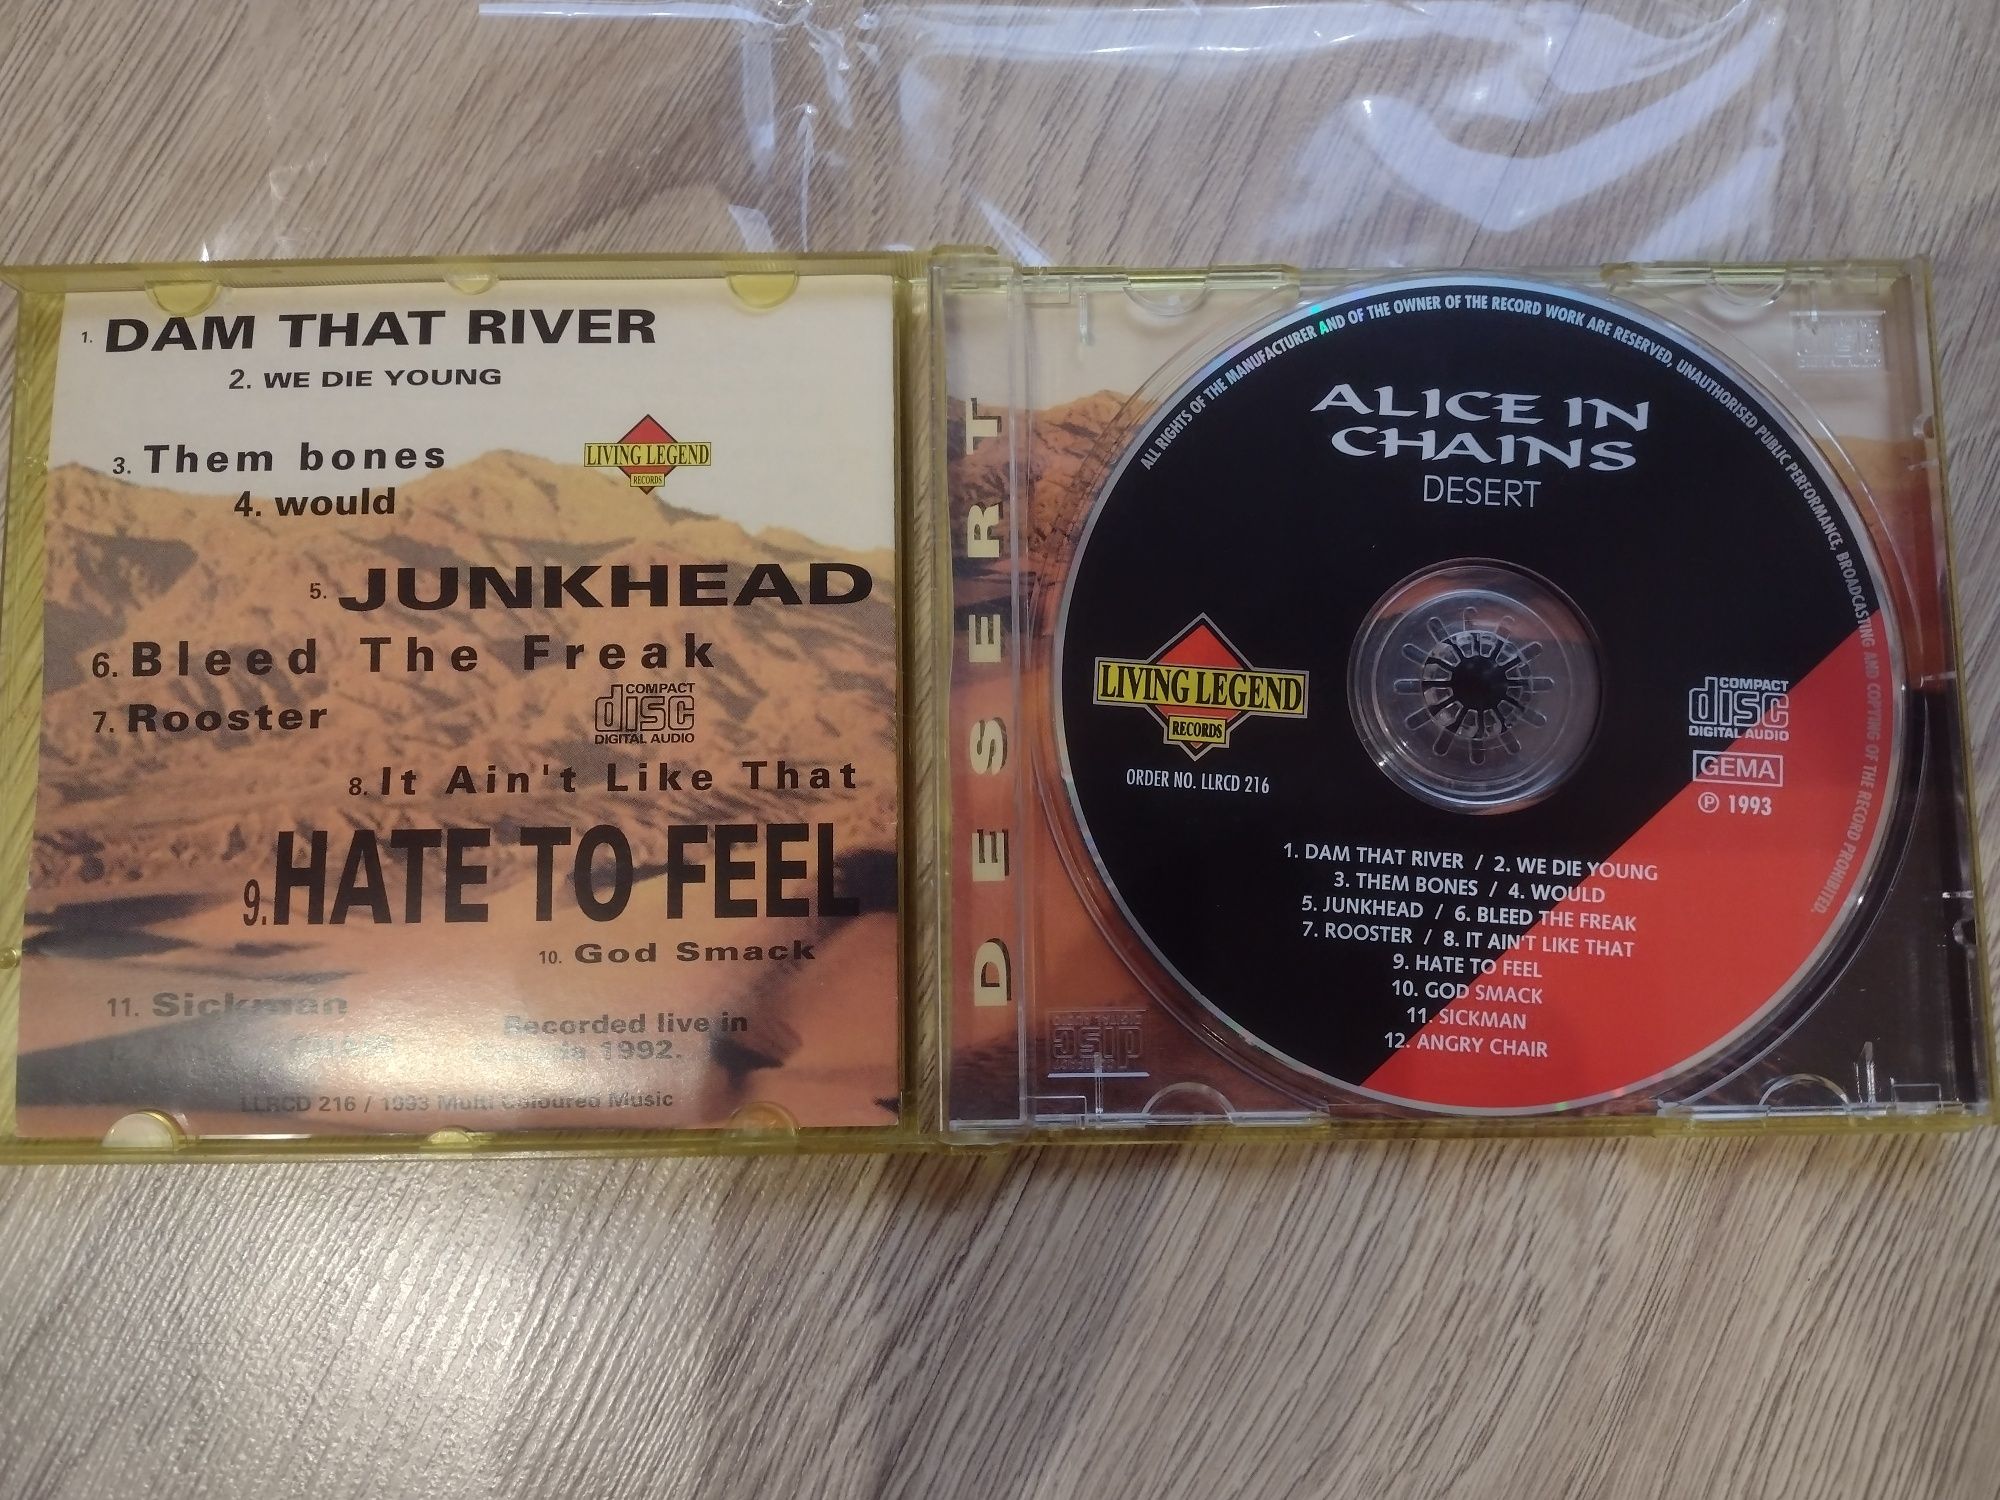 1. DAM THAT RIVER
2. WE DIE YOUNG
3. Them bones
4. would
LIVING LEGEND
RECORDS
5. JUNKHEAD
6. Bleed The Freak
7. Rooster
COMPACT
disc
DIGITAL AUDIO
8. It Ain't Like That
9. HATE TO FEEL
10. God Smack
11. Sickman
Recorded live in
1992.
LLRCD 216 / 1993 Multi Coloured Music
DESERT
ALL RIGHTS OF THE MANUFACTURER AND OF THE OWNER OF THE RECORD WORK ARE RESERVED, UNAUTHORISED PUBLIC PERFORMANCE, BROADCASTING AND COPYING OF THE RECORD PROHIBITED.
ALICE IN
CHAINS
DESERT
LIVING LEGEND
RECORDS
ORDER NO. LLRCD 216
COMPACT
disc
DIGITAL AUDIO
GEMA
℗ 1993
1. DAM THAT RIVER / 2. WE DIE YOUNG
3. THEM BONES / 4. WOULD
5. JUNKHEAD / 6. BLEED THE FREAK
7. ROOSTER / 8. IT AIN'T LIKE THAT
9. HATE TO FEEL
10. GOD SMACK
11. SICKMAN
12. ANGRY CHAIR